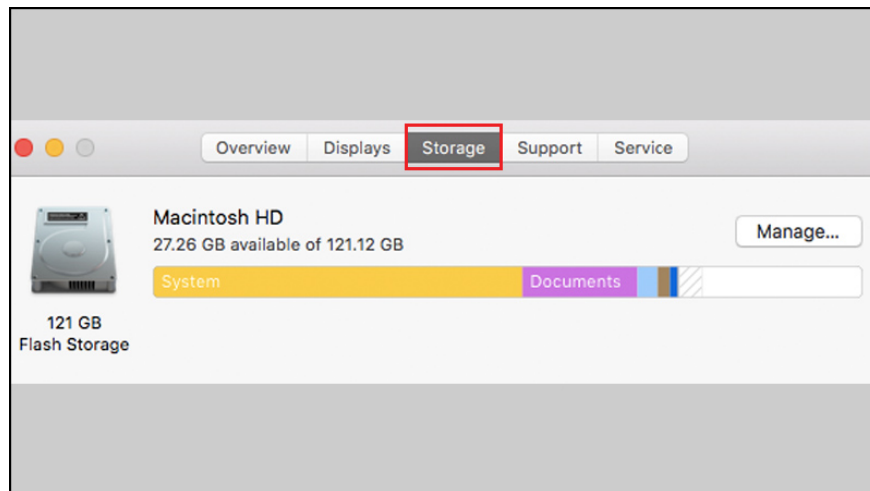 Overview Displays Storage Support Service
Macintosh HD
27.26 GB available of 121.12 GB
Manage...
System Documents
121 GB
Flash Storage